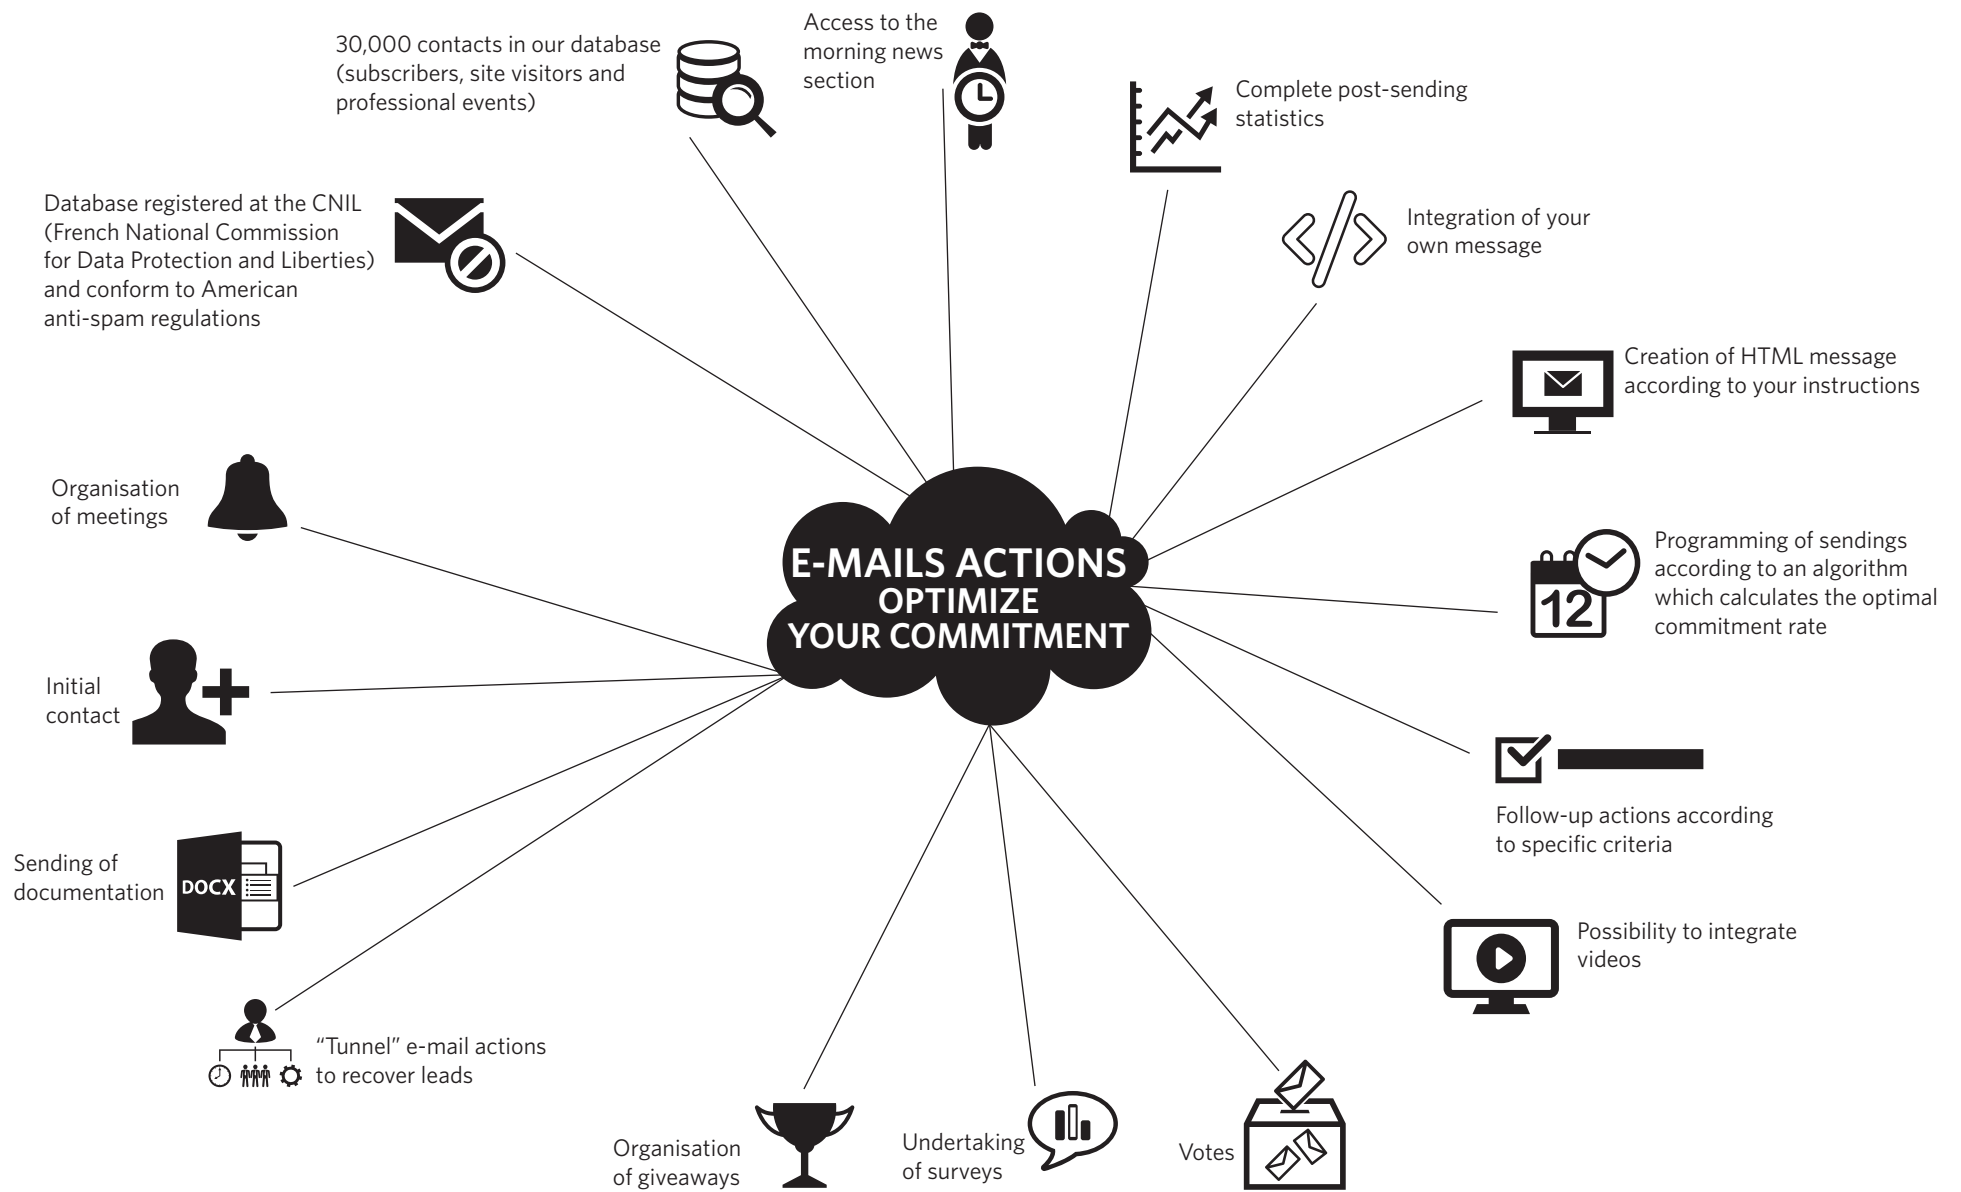 Access to the
morning news
section
30,000 contacts in our database
(subscribers, site visitors and
professional events)
Complete post-sending
statistics
Database registered at the CNIL
(French National Commission
for Data Protection and Liberties)
and conform to American
anti-spam regulations
Integration of your
own message
Creation of HTML message
according to your instructions
Organisation
of meetings
E-MAILS ACTIONS
OPTIMIZE
YOUR COMMITMENT
Programming of sendings
according to an algorithm
which calculates the optimal
commitment rate
12
Initial
contact
Follow-up actions according
to specific criteria
Sending of
documentation
DOCX
Possibility to integrate
videos
“Tunnel” e-mail actions
to recover leads
Organisation
of giveaways
Undertaking
of surveys
Votes